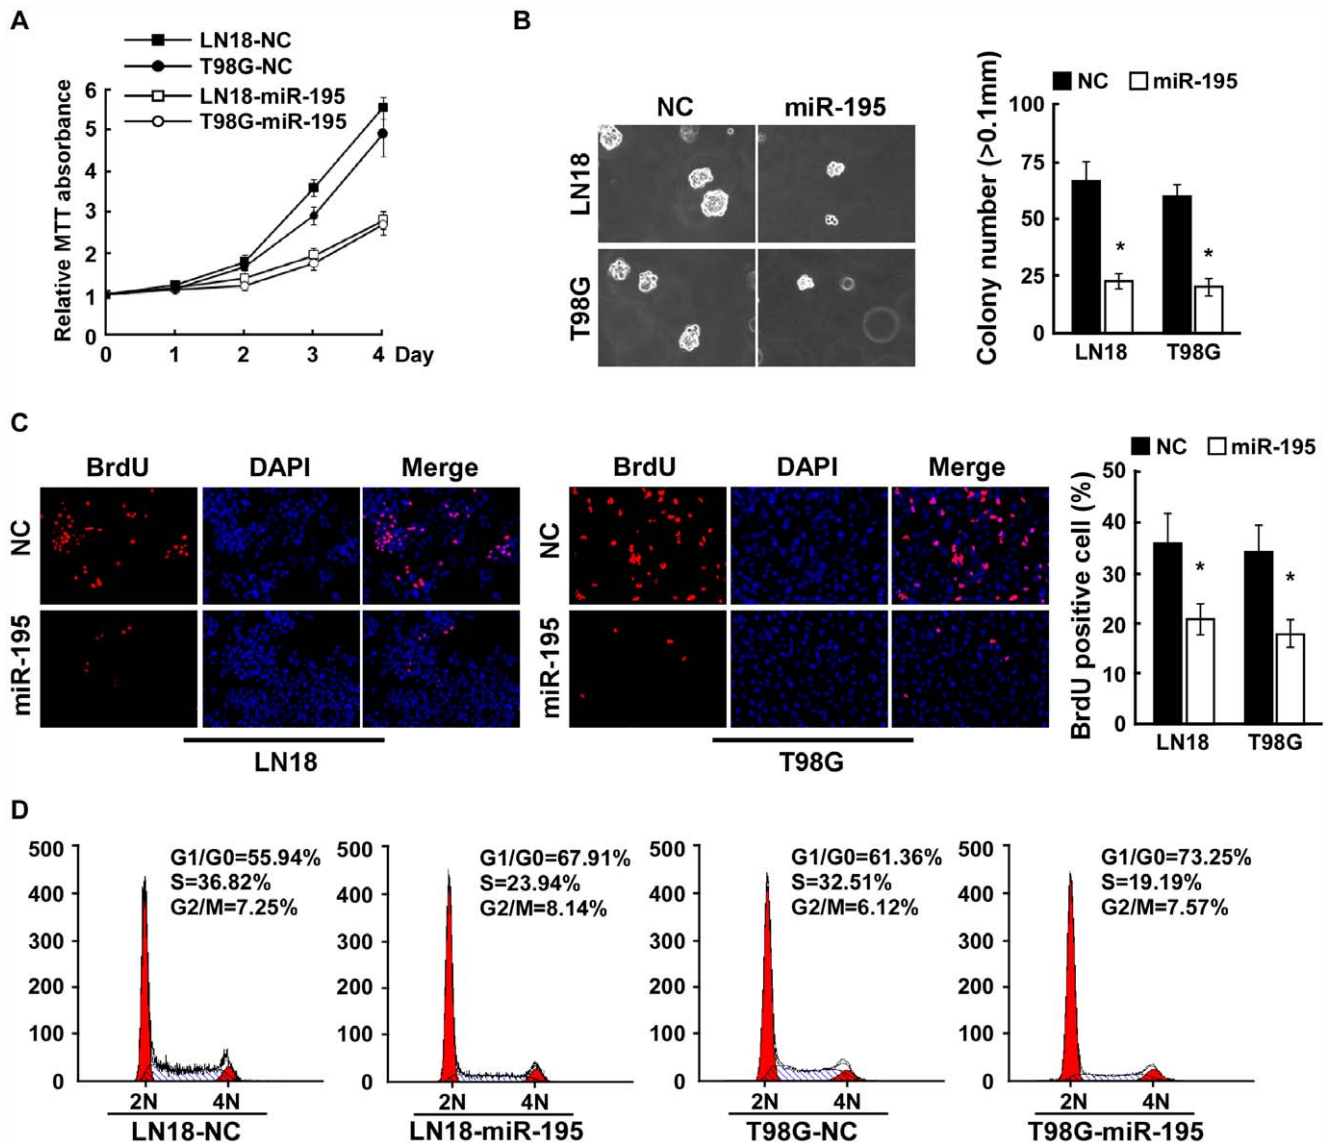 A
LN18-NC
T98G-NC
LN18-miR-195
T98G-miR-195
Relative MTT absorbance
6
5
4
3
2
1
0
0 1 2 3 4 Day
B
NC miR-195
LN18
T98G
NC miR-195
Colony number (>0.1mm)
100
75
50
25
0
LN18 T98G
* *
C
BrdU DAPI Merge
NC
miR-195
LN18
BrdU DAPI Merge
NC
miR-195
T98G
NC miR-195
BrdU positive cell (%)
50
40
30
20
10
0
* *
LN18 T98G
D
500
400
300
200
100
0
G1/G0=55.94%
S=36.82%
G2/M=7.25%
2N 4N
LN18-NC
500
400
300
200
100
0
G1/G0=67.91%
S=23.94%
G2/M=8.14%
2N 4N
LN18-miR-195
500
400
300
200
100
0
G1/G0=61.36%
S=32.51%
G2/M=6.12%
2N 4N
T98G-NC
500
400
300
200
100
0
G1/G0=73.25%
S=19.19%
G2/M=7.57%
2N 4N
T98G-miR-195